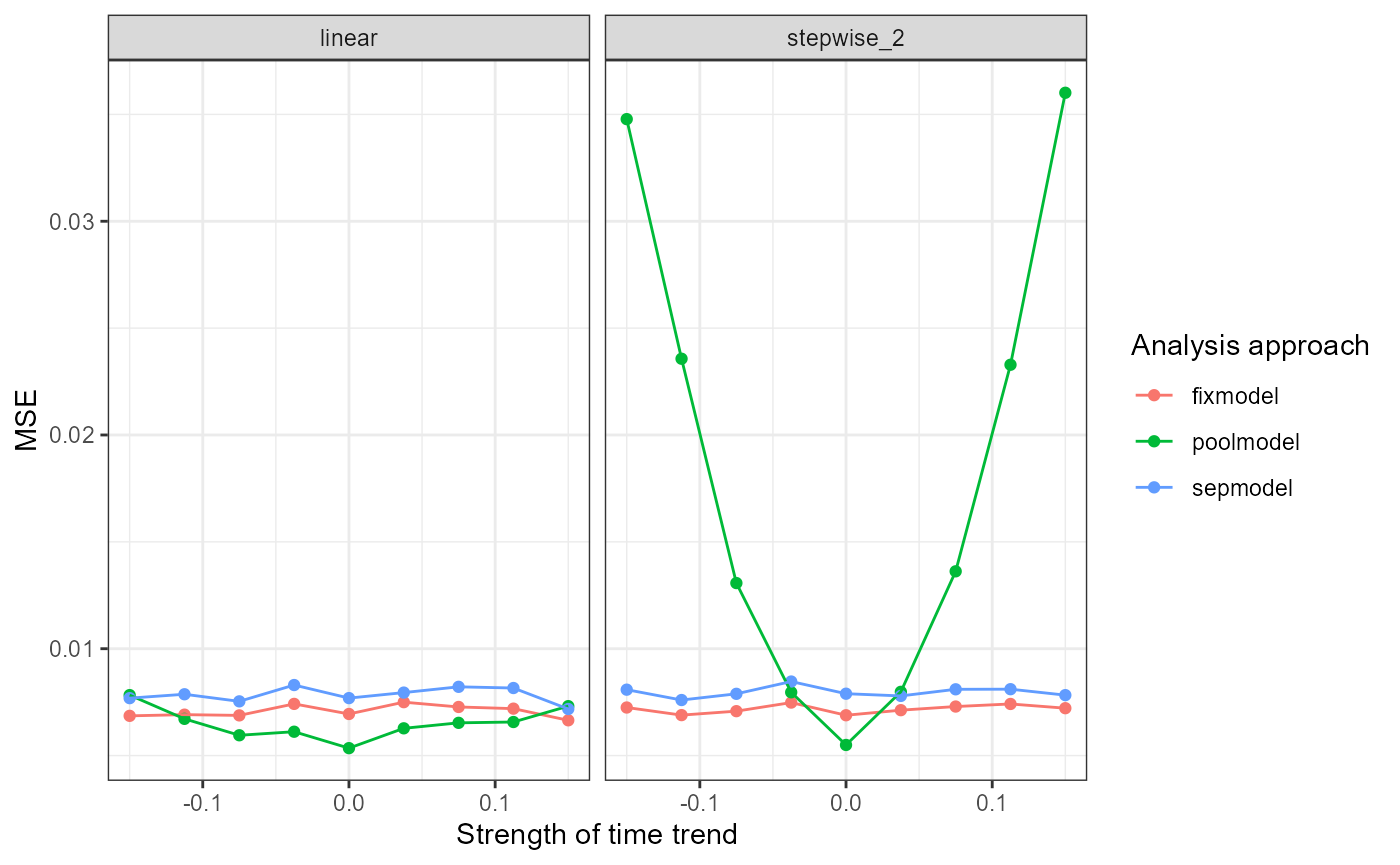 linear
stepwise_2
MSE
0.03
0.02
0.01
-0.1 0.0 0.1
-0.1 0.0 0.1
Strength of time trend
Analysis approach
fixmodel
poolmodel
sepmodel